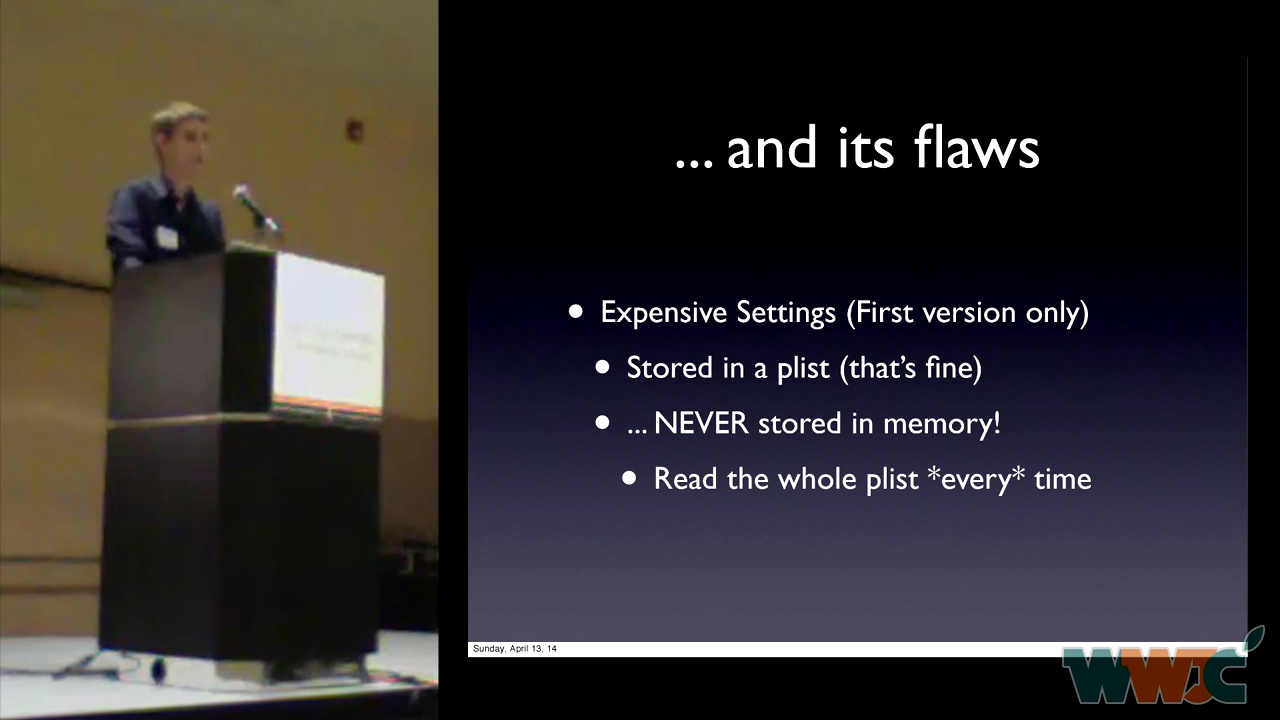 ... and its flaws
Expensive Settings (First version only)
Stored in a plist (that's fine)
... NEVER stored in memory!
Read the whole plist *every* time
Sunday, April 13, 14
WWJC